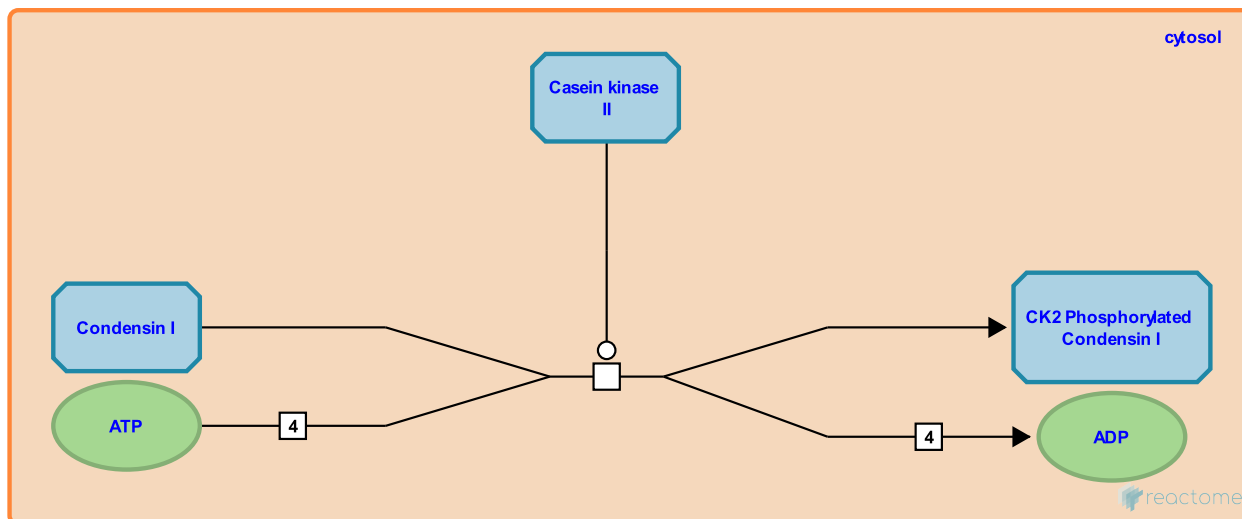 cytosol
Casein kinase
II
Condensin I
CK2 Phosphorylated
Condensin I
ATP
4
4
ADP
reactome